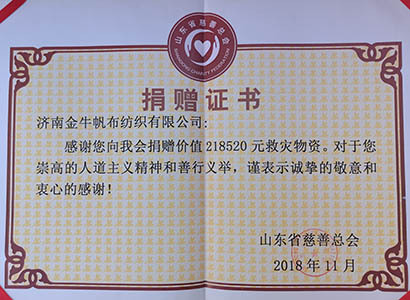 山东省慈善总会
SHANDONG CHARITY FEDERATION
捐赠证书
济南金牛帆布纺织有限公司:
感谢您向我会捐赠价值218520元救灾物资。对于您
崇高的人道主义精神和善行义举，谨表示诚挚的敬意和
衷心的感谢！
山东省慈善总会
2018年11月